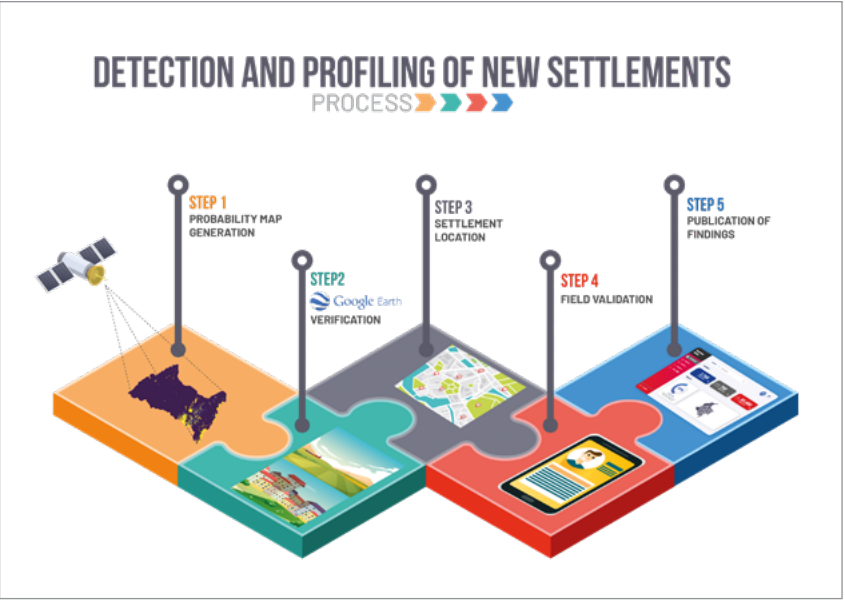 DETECTION AND PROFILING OF NEW SETTLEMENTS
PROCESS
STEP 1
PROBABILITY MAP
GENERATION
STEP2
Google Earth
VERIFICATION
STEP 3
SETTLEMENT
LOCATION
STEP 4
FIELD VALIDATION
STEP 5
PUBLICATION OF
FINDINGS